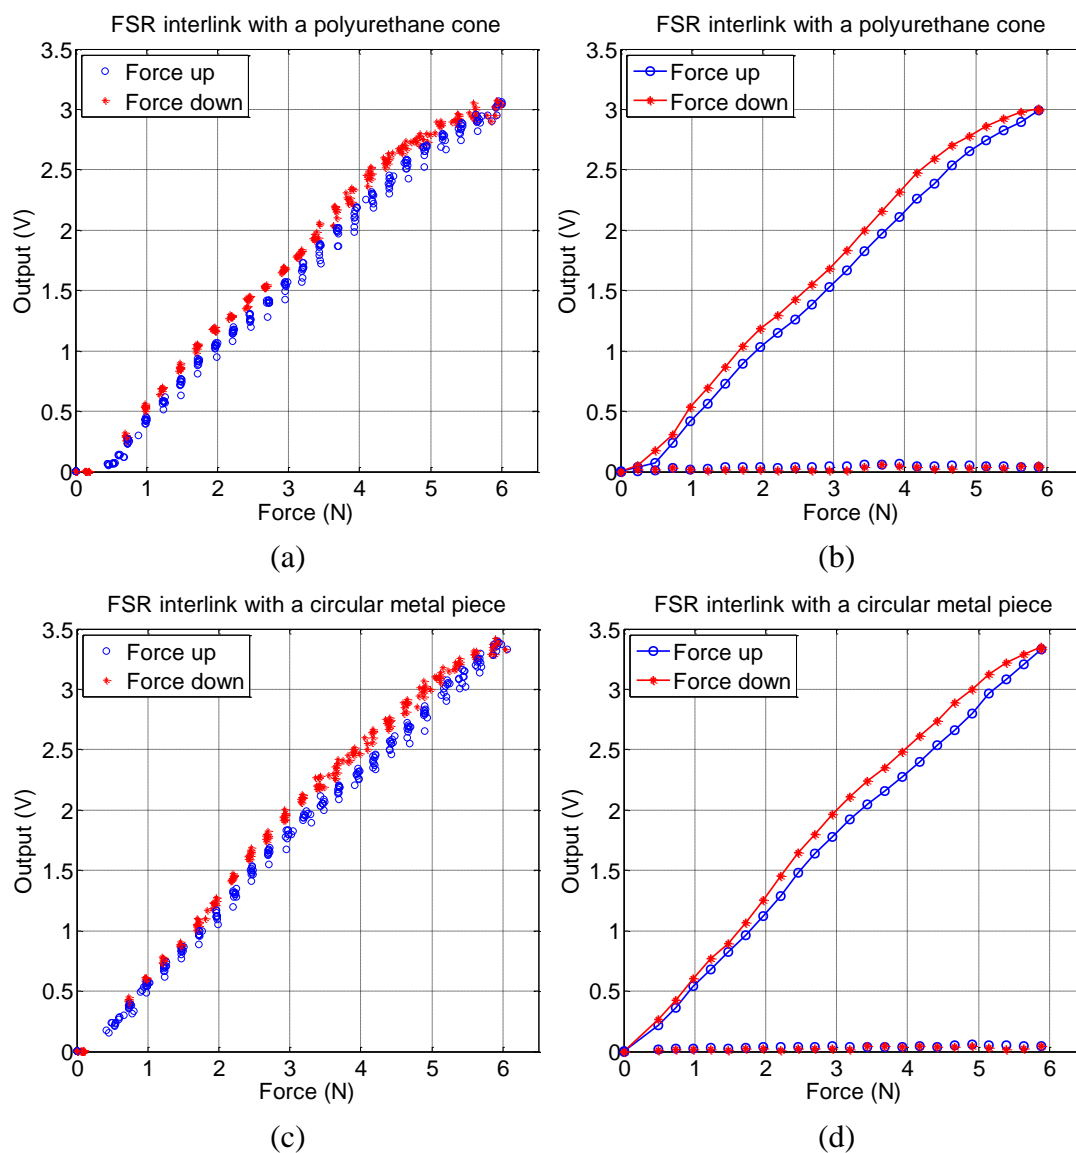 FSR interlink with a polyurethane cone
3.5
3
2.5
2
1.5
1
0.5
0
Output (V)
Force up
Force down
0 1 2 3 4 5 6
Force (N)
(a)
FSR interlink with a polyurethane cone
3.5
3
2.5
2
1.5
1
0.5
0
Output (V)
Force up
Force down
0 1 2 3 4 5 6
Force (N)
(b)
FSR interlink with a circular metal piece
3.5
3
2.5
2
1.5
1
0.5
0
Output (V)
Force up
Force down
0 1 2 3 4 5 6
Force (N)
(c)
FSR interlink with a circular metal piece
3.5
3
2.5
2
1.5
1
0.5
0
Output (V)
Force up
Force down
0 1 2 3 4 5 6
Force (N)
(d)